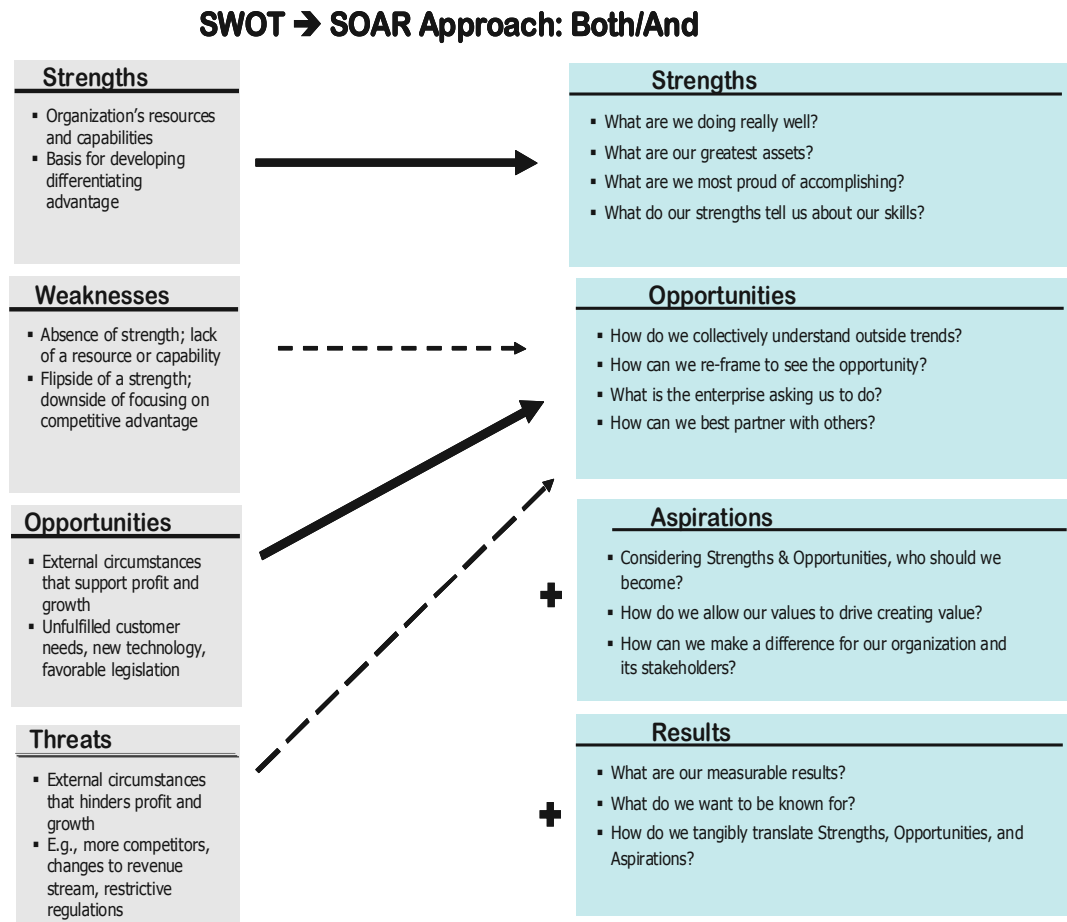 SWOT ➔ SOAR Approach: Both/And
Strengths
▪ Organization's resources
and capabilities
▪ Basis for developing
differentiating
advantage
Strengths
▪ What are we doing really well?
▪ What are our greatest assets?
▪ What are we most proud of accomplishing?
▪ What do our strengths tell us about our skills?
Weaknesses
▪ Absence of strength; lack
of a resource or capability
▪ Flipside of a strength;
downside of focusing on
competitive advantage
Opportunities
▪ How do we collectively understand outside trends?
▪ How can we re-frame to see the opportunity?
▪ What is the enterprise asking us to do?
▪ How can we best partner with others?
Opportunities
▪ External circumstances
that support profit and
growth
▪ Unfulfilled customer
needs, new technology,
favorable legislation
+
Aspirations
▪ Considering Strengths & Opportunities, who should we
become?
▪ How do we allow our values to drive creating value?
▪ How can we make a difference for our organization and
its stakeholders?
Threats
▪ External circumstances
that hinders profit and
growth
▪ E.g., more competitors,
changes to revenue
stream, restrictive
regulations
+
Results
▪ What are our measurable results?
▪ What do we want to be known for?
▪ How do we tangibly translate Strengths, Opportunities, and
Aspirations?